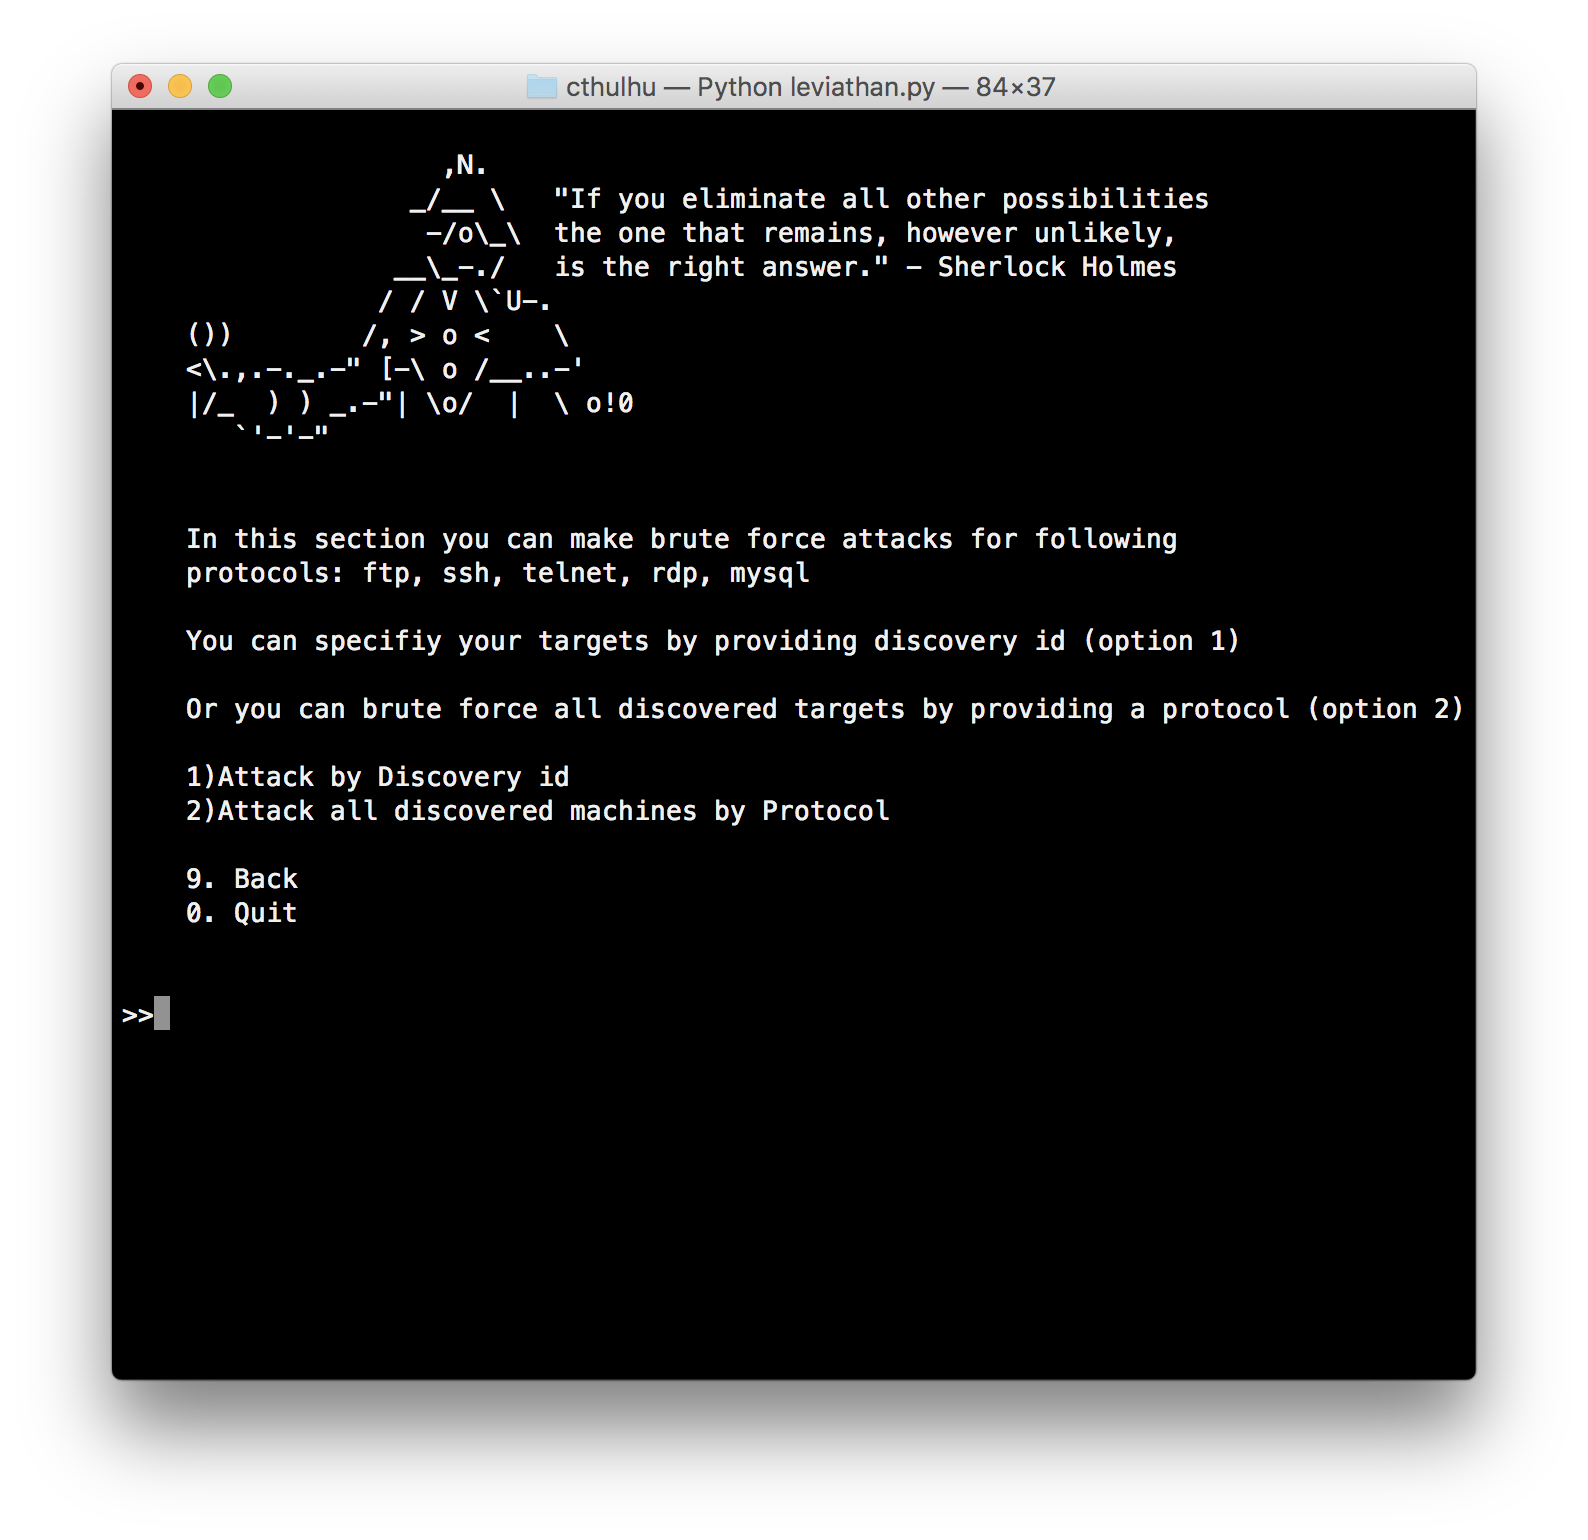 cthulhu — Python leviathan.py — 84×37
                    ,N.
                  _/__ \   "If you eliminate all other possibilities
                   -/o\_\  the one that remains, however unlikely,
                 __\_-./   is the right answer." - Sherlock Holmes
                / / V \`U-.
    ())        /, > o <    \
    <\.,.-._.-" [-\ o /__..-'
    |/_  ) ) _.-"| \o/  |  \ o!0
       `'-'-"
    In this section you can make brute force attacks for following
    protocols: ftp, ssh, telnet, rdp, mysql
    You can specifiy your targets by providing discovery id (option 1)
    Or you can brute force all discovered targets by providing a protocol (option 2)
    1)Attack by Discovery id
    2)Attack all discovered machines by Protocol
    9. Back
    0. Quit
>>